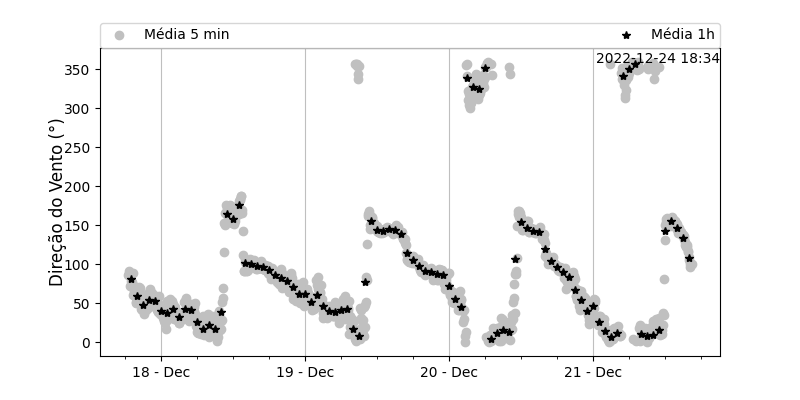 Média 5 min
Média 1h
2022-12-24 18:34
Direção do Vento (°)
350
300
250
200
150
100
50
0
18 - Dec
19 - Dec
20 - Dec
21 - Dec